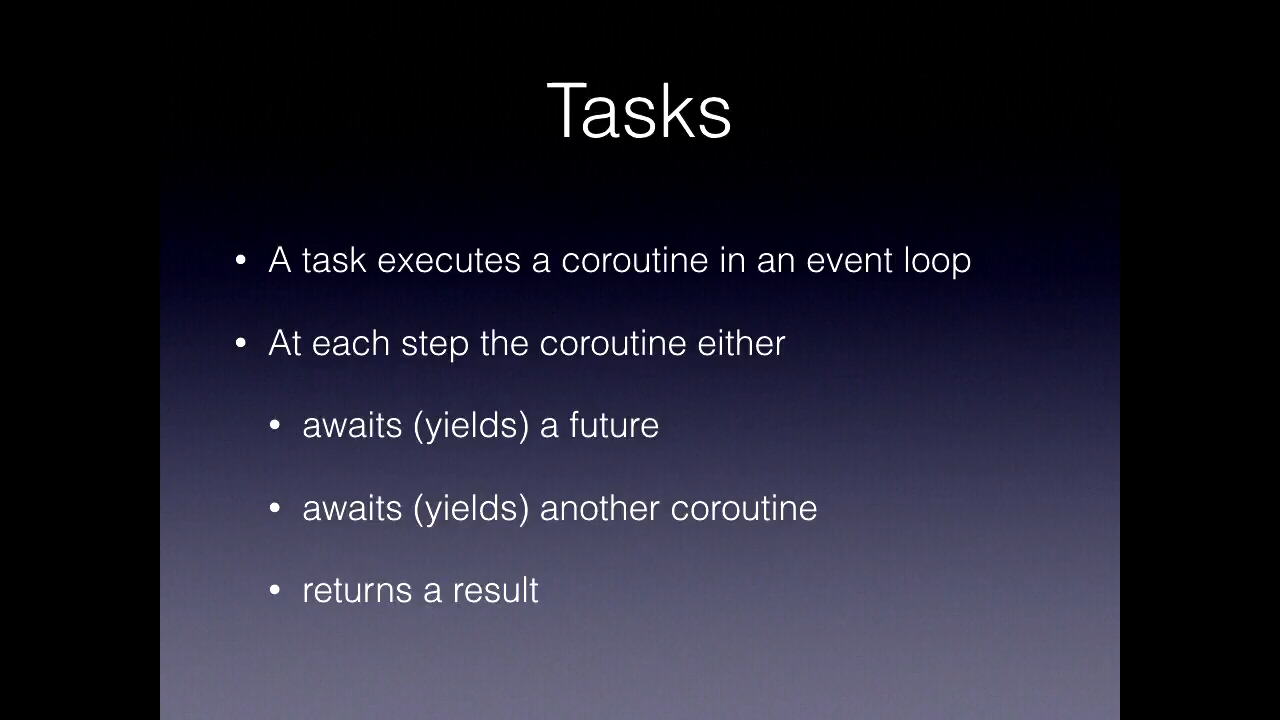 Tasks
• A task executes a coroutine in an event loop
• At each step the coroutine either
• awaits (yields) a future
• awaits (yields) another coroutine
• returns a result